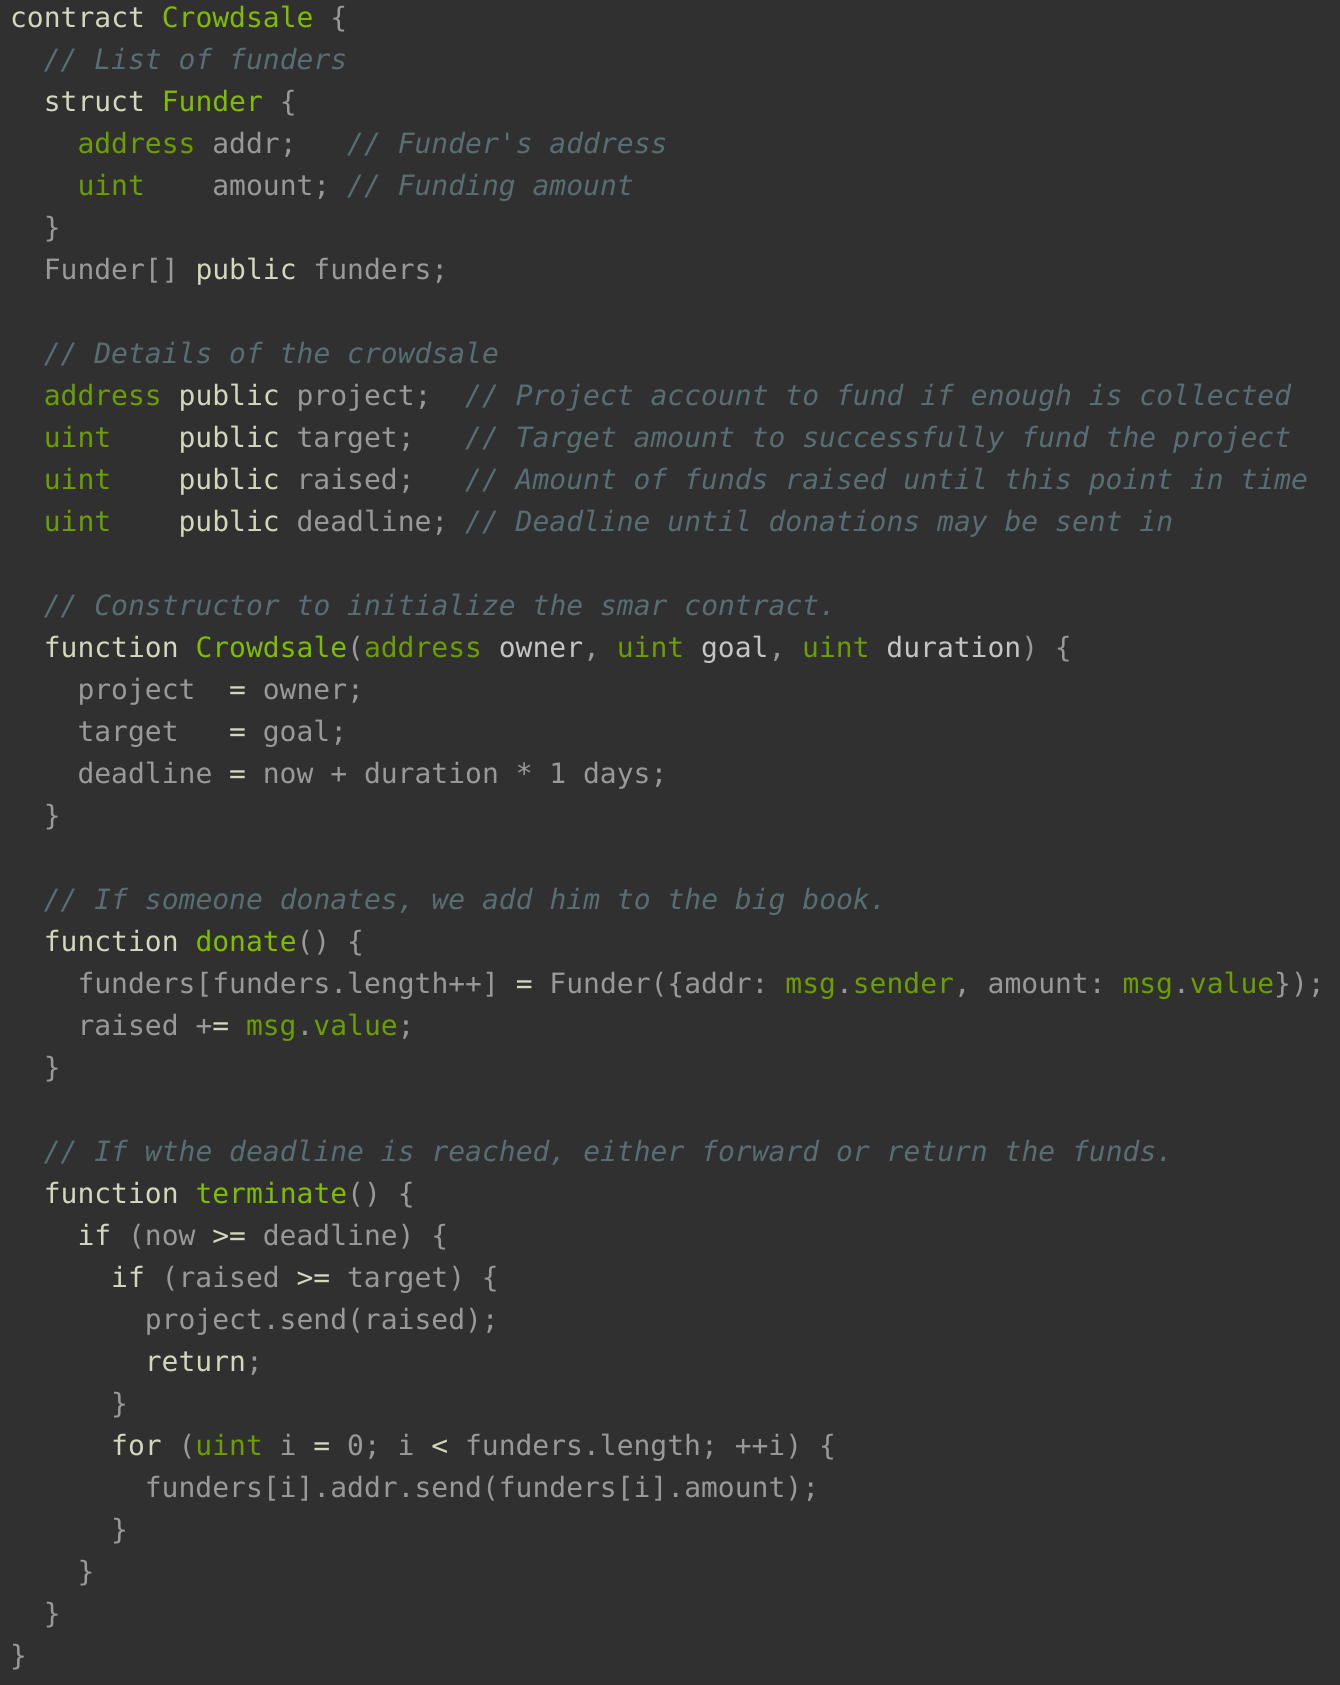 contract Crowdsale {
  // List of funders
  struct Funder {
    address addr;   // Funder's address
    uint    amount; // Funding amount
  }
  Funder[] public funders;

  // Details of the crowdsale
  address public project;  // Project account to fund if enough is collected
  uint    public target;   // Target amount to successfully fund the project
  uint    public raised;   // Amount of funds raised until this point in time
  uint    public deadline; // Deadline until donations may be sent in

  // Constructor to initialize the smar contract.
  function Crowdsale(address owner, uint goal, uint duration) {
    project  = owner;
    target   = goal;
    deadline = now + duration * 1 days;
  }

  // If someone donates, we add him to the big book.
  function donate() {
    funders[funders.length++] = Funder({addr: msg.sender, amount: msg.value});
    raised += msg.value;
  }

  // If wthe deadline is reached, either forward or return the funds.
  function terminate() {
    if (now >= deadline) {
      if (raised >= target) {
        project.send(raised);
        return;
      }
      for (uint i = 0; i < funders.length; ++i) {
        funders[i].addr.send(funders[i].amount);
      }
    }
  }
}